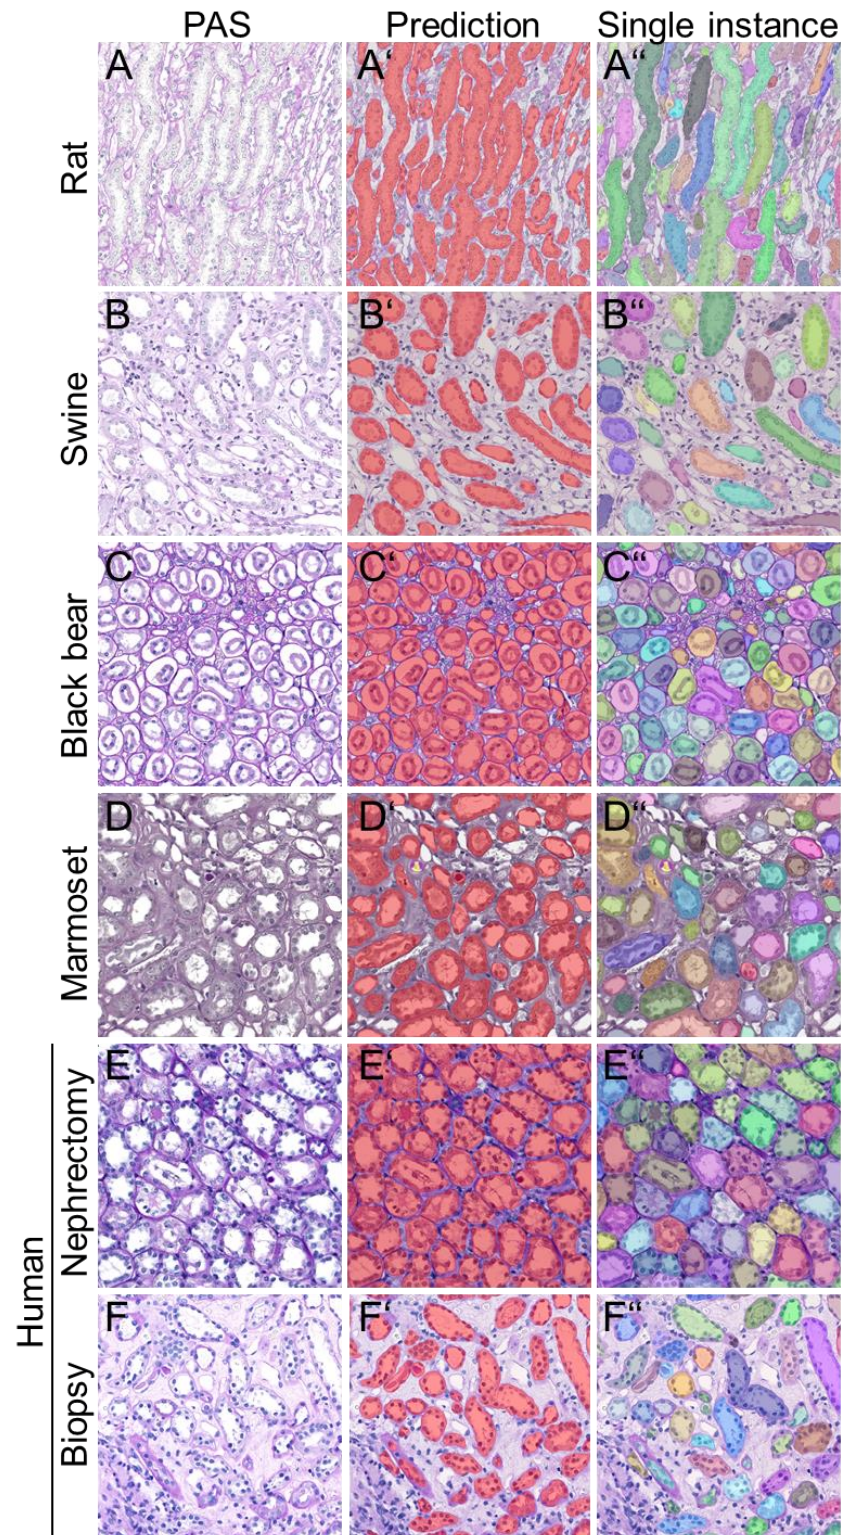 PAS Prediction Single instance
Rat A A‘ A“
Swine B B‘ B“
Black bear C C‘ C“
Marmoset D D‘ D“
Human
Nephrectomy E E‘ E“
Biopsy F F‘ F“